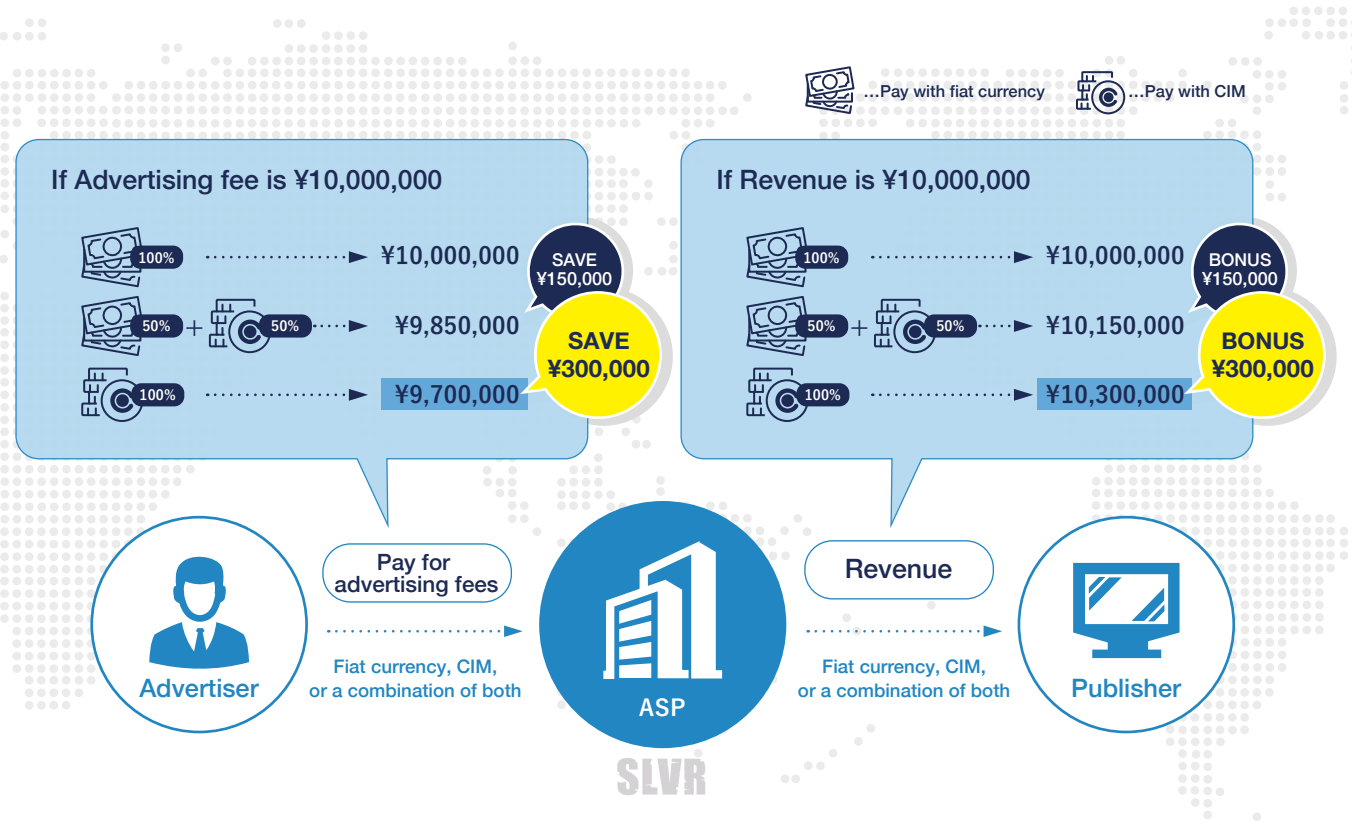 ...Pay with fiat currency
...Pay with CIM
If Advertising fee is ¥10,000,000
100%
¥10,000,000
SAVE
¥150,000
50%
+
50%
¥9,850,000
SAVE
¥300,000
100%
¥9,700,000
If Revenue is ¥10,000,000
100%
¥10,000,000
BONUS
¥150,000
50%
+
50%
¥10,150,000
BONUS
¥300,000
100%
¥10,300,000
Advertiser
Pay for
advertising fees
Fiat currency, CIM,
or a combination of both
ASP
SLVR
Revenue
Fiat currency, CIM,
or a combination of both
Publisher